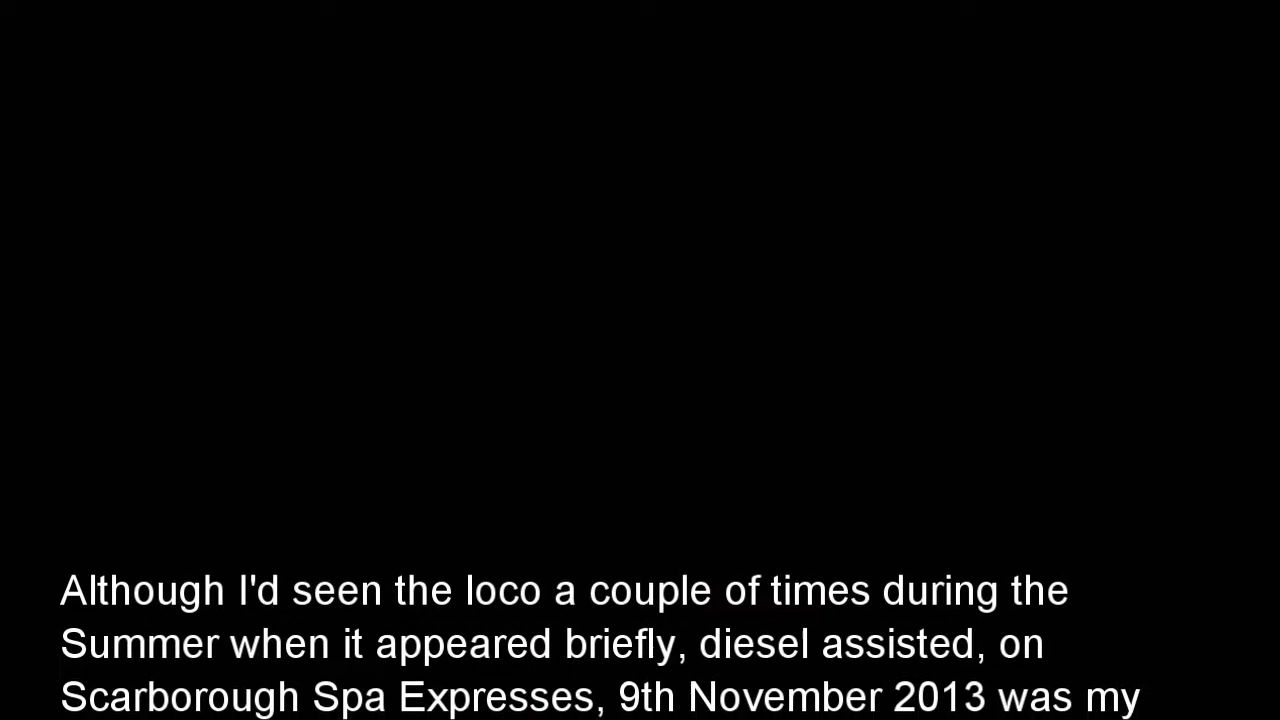 Although I'd seen the loco a couple of times during the
Summer when it appeared briefly, diesel assisted, on
Scarborough Spa Expresses, 9th November 2013 was my